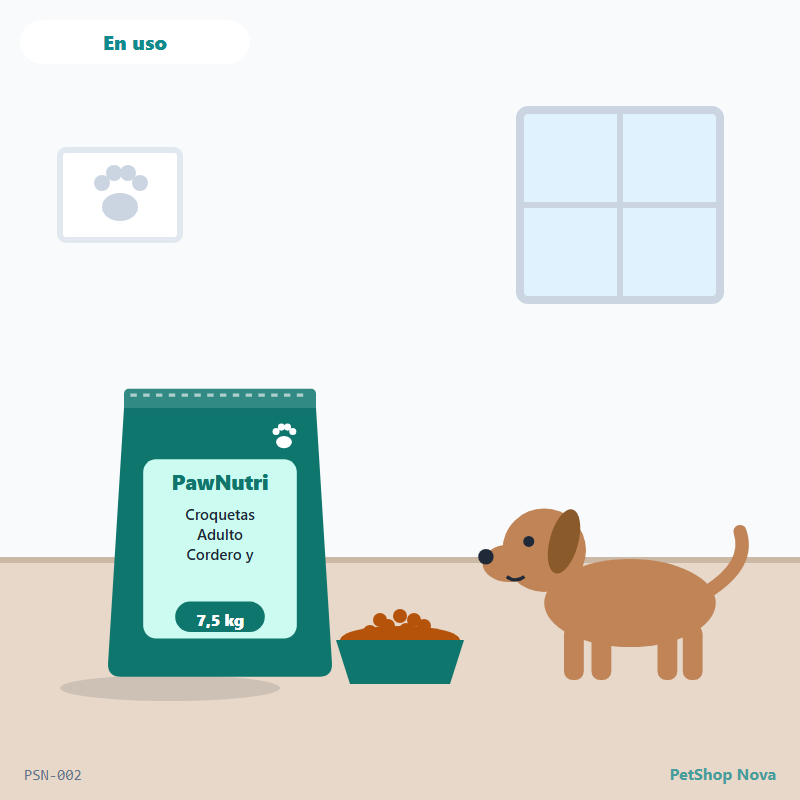 En uso
PawNutri
Croquetas
Adulto
Cordero y
7,5 kg
PSN-002
PetShop Nova